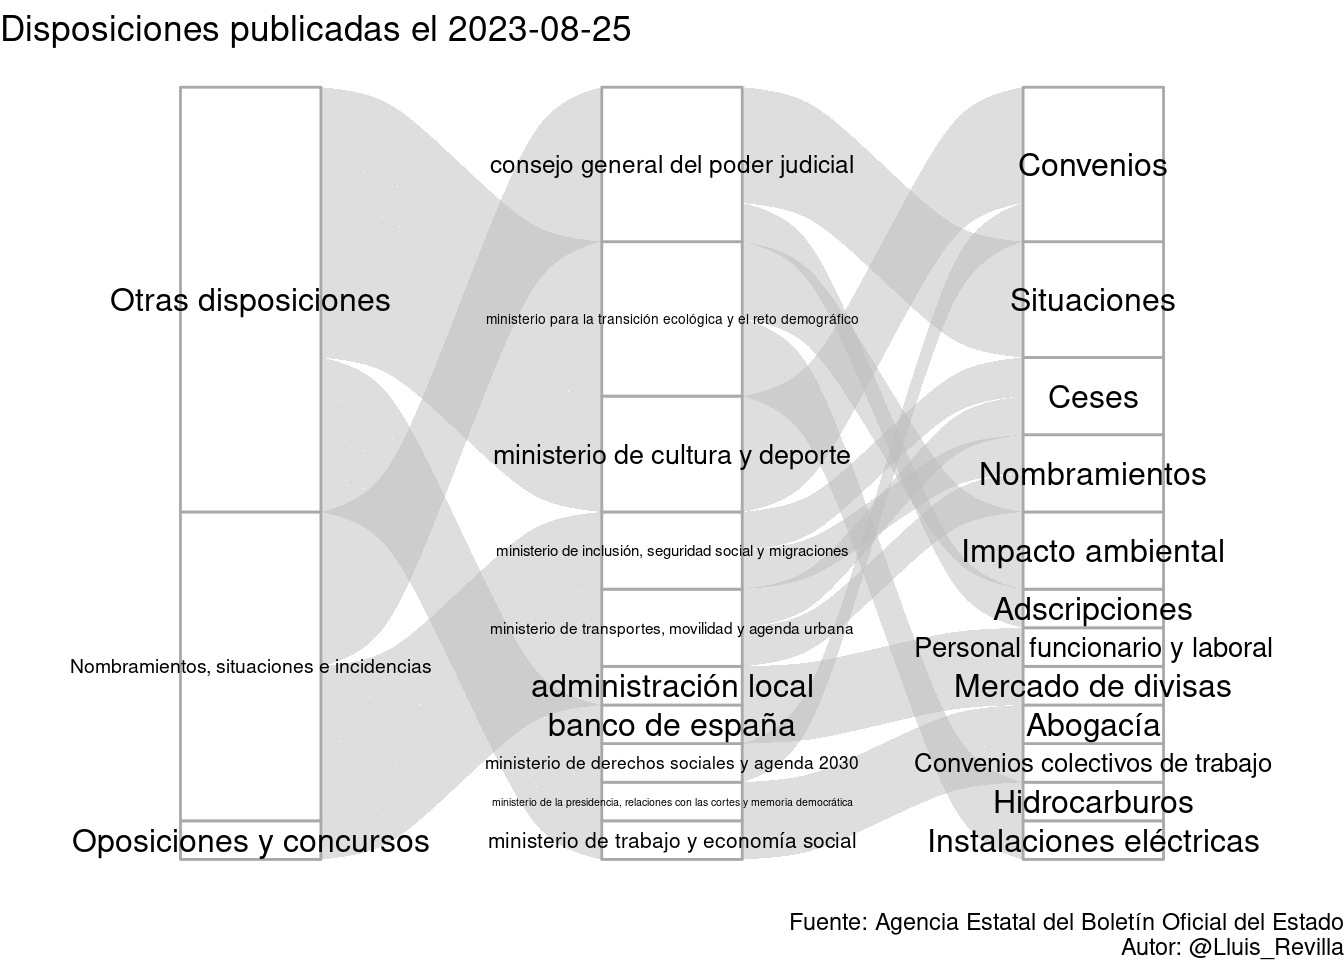 Disposiciones publicadas el 2023-08-25
Otras disposiciones
Nombramientos, situaciones e incidencias
Oposiciones y concursos
consejo general del poder judicial
ministerio para la transición ecológica y el reto demográfico
ministerio de cultura y deporte
ministerio de inclusión, seguridad social y migraciones
ministerio de transportes, movilidad y agenda urbana
administración local
banco de españa
ministerio de derechos sociales y agenda 2030
ministerio de la presidencia, relaciones con las cortes y memoria democrática
ministerio de trabajo y economía social
Convenios
Situaciones
Ceses
Nombramientos
Impacto ambiental
Adscripciones
Personal funcionario y laboral
Mercado de divisas
Abogacía
Convenios colectivos de trabajo
Hidrocarburos
Instalaciones eléctricas
Fuente: Agencia Estatal del Boletín Oficial del Estado
Autor: @Lluis_Revilla